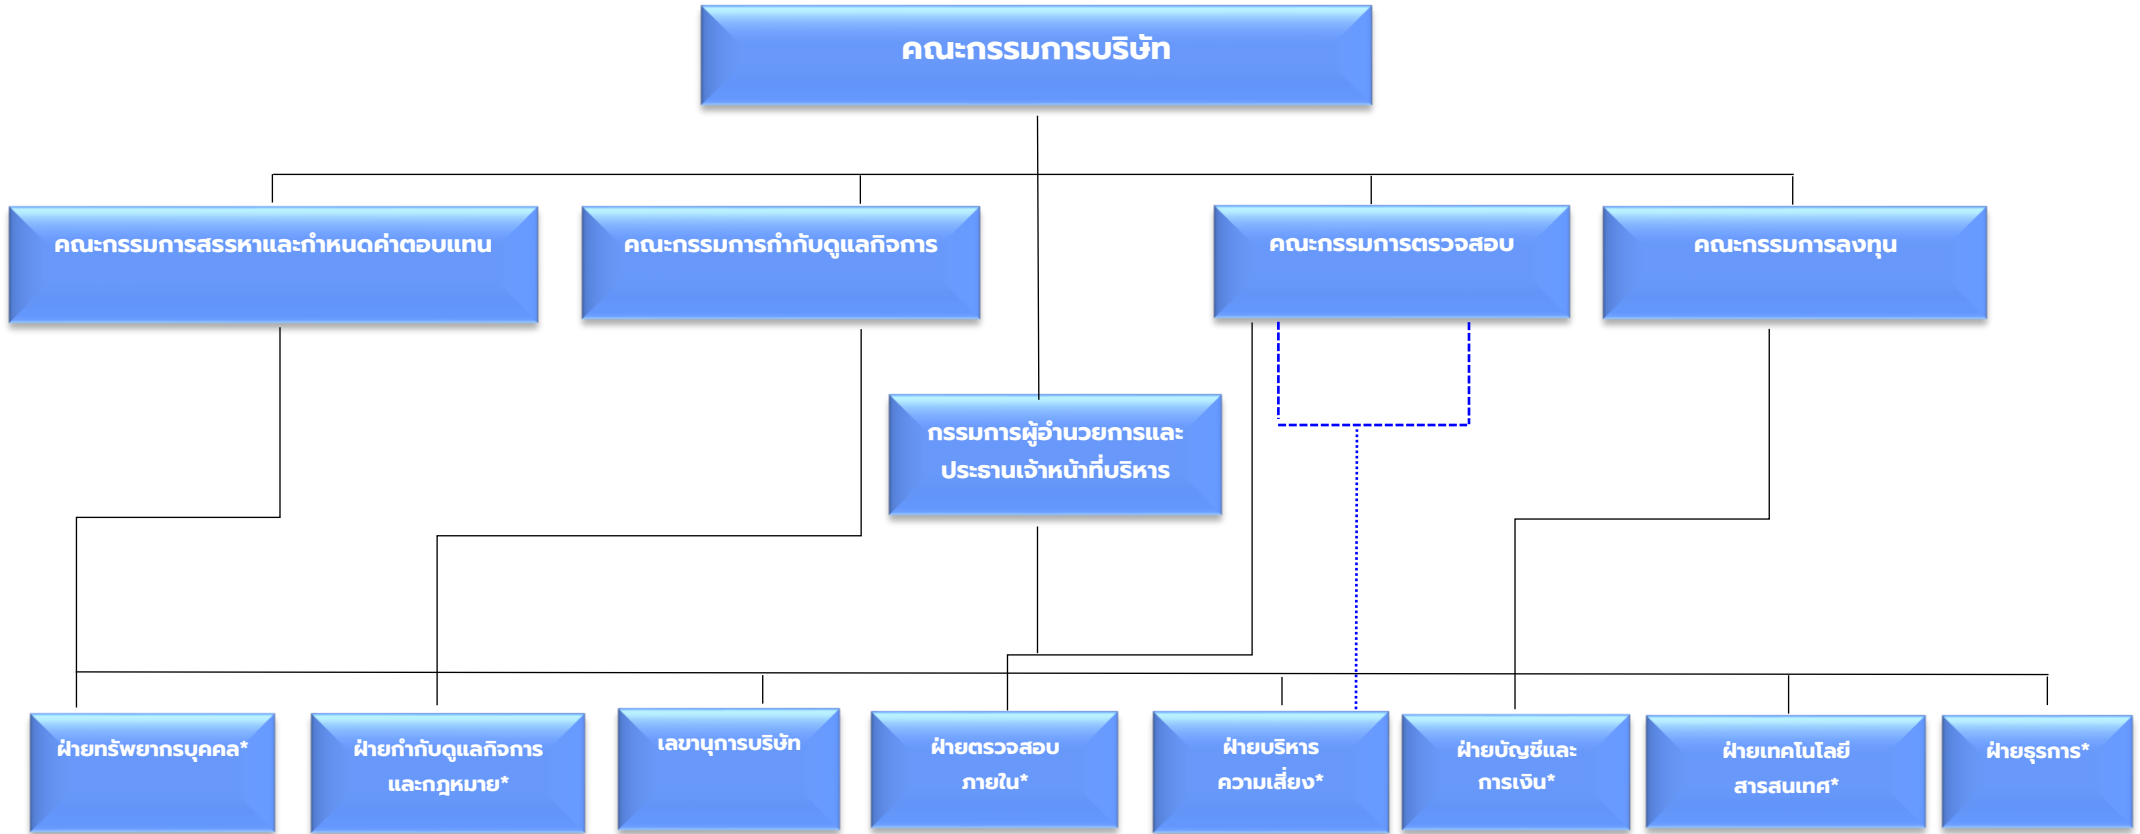 คณะกรรมการบริษัท
คณะกรรมการสรรหาและกำหนดค่าตอบแทน
คณะกรรมการกำกับดูแลกิจการ
คณะกรรมการตรวจสอบ
คณะกรรมการลงทุน
กรรมการผู้อำนวยการและ
ประธานเจ้าหน้าที่บริหาร
ฝ่ายทรัพยากรบุคคล*
ฝ่ายกำกับดูแลกิจการ
และกฎหมาย*
เลขานุการบริษัท
ฝ่ายตรวจสอบ
ภายใน*
ฝ่ายบริหาร
ความเสี่ยง*
ฝ่ายบัญชีและ
การเงิน*
ฝ่ายเทคโนโลยี
สารสนเทศ*
ฝ่ายธุรการ*